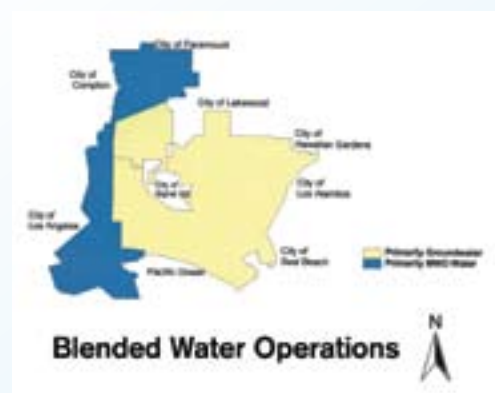 City of Paramount
City of
Compton
City of Lakewood
City of
Hawaiian Gardens
City of
Signal Hill
City of
Los Alamitos
City of
Los Angeles
City of
Seal Beach
Pacific Ocean
Primarily Groundwater
Primarily MWD Water
Blended Water Operations
N